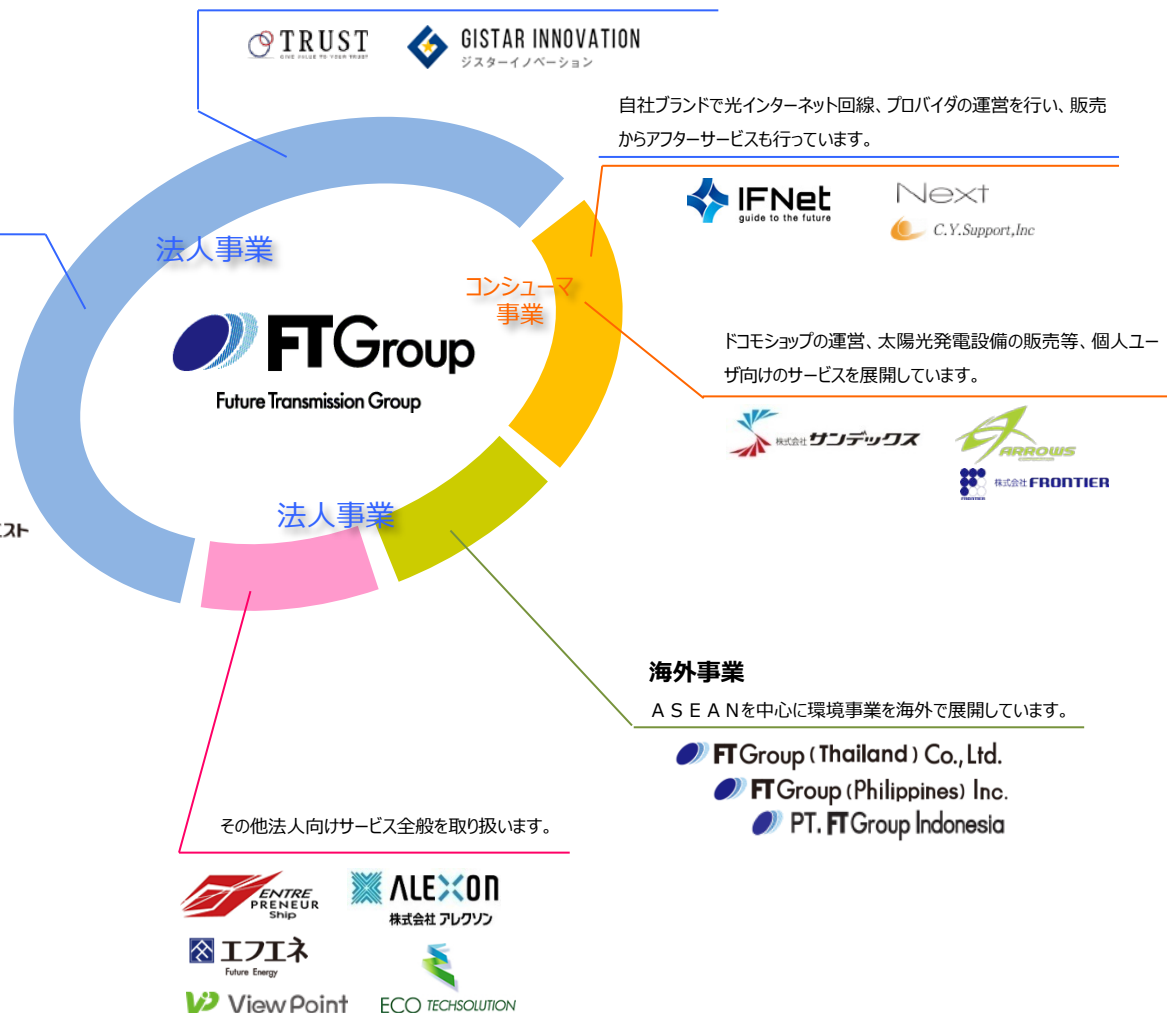 TRUST
GIVE VALUE TO YOUR TRUST
GISTAR INNOVATION
ジスターイノベーション
自社ブランドで光インターネット回線、プロバイダの運営を行い、販売
からアフターサービスも行っています。
IFNet
guide to the future
Next
C.Y.Support,Inc
法人事業
コンシューマ
事業
FTGroup
Future Transmission Group
ドコモショップの運営、太陽光発電設備の販売等、個人ユー
ザ向けのサービスを展開しています。
株式会社サンデックス
ARROWS
株式会社FRONTIER
FRONTIER
法人事業
エスト
海外事業
ＡＳＥＡＮを中心に環境事業を海外で展開しています。
FTGroup (Thailand) Co.,Ltd.
FTGroup (Philippines) Inc.
PT. FTGroup Indonesia
その他法人向けサービス全般を取り扱います。
ENTRE
PRENEUR
Ship
ALEXON
株式会社 アレクソン
エフエネ
Future Energy
View Point
ECO TECHSOLUTION